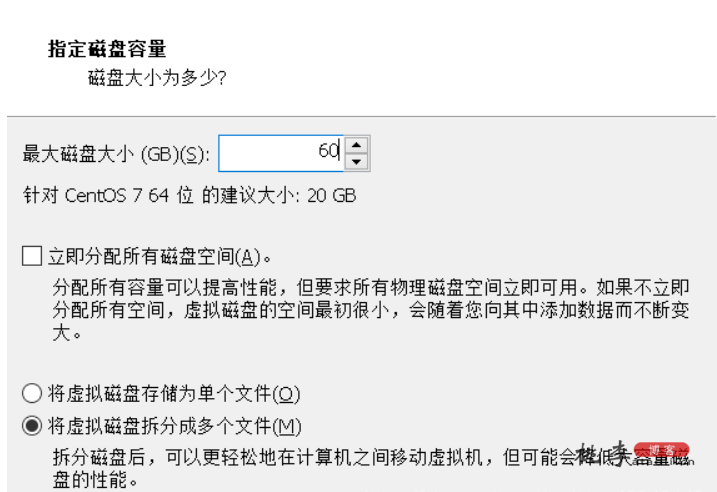 指定磁盘容量
磁盘大小为多少?
最大磁盘大小 (GB)(S): 60
针对 CentOS 7 64 位 的建议大小: 20 GB
立即分配所有磁盘空间(A)。
分配所有容量可以提高性能，但要求所有物理磁盘空间立即可用。如果不立即
分配所有空间，虚拟磁盘的空间最初很小，会随着您向其中添加数据而不断变
大。
将虚拟磁盘存储为单个文件(O)
将虚拟磁盘拆分成多个文件(M)
拆分磁盘后，可以更轻松地在计算机之间移动虚拟机，但可能会降低大容量磁
盘的性能。
博客